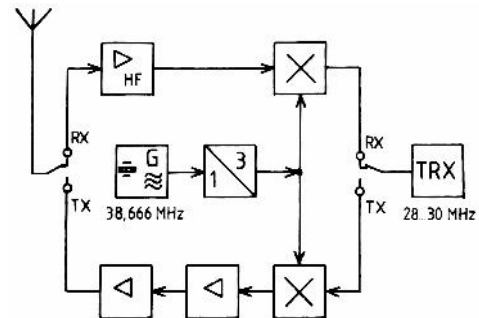 HF
RX
RX
G
3
1
TRX
TX
TX
38,666 MHz
28..30 MHz